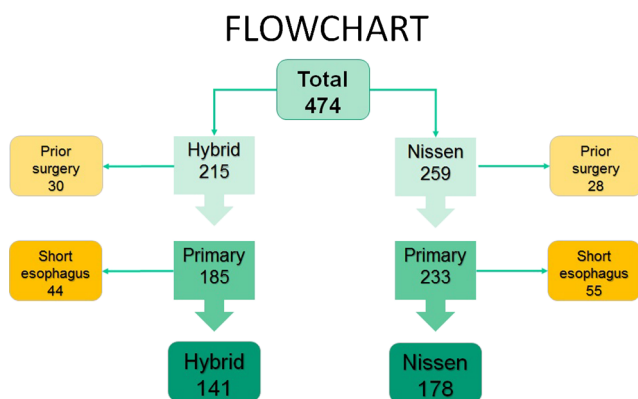 FLOWCHART
Total
474
Prior
surgery
30
Hybrid
215
Nissen
259
Prior
surgery
28
Short
esophagus
44
Primary
185
Primary
233
Short
esophagus
55
Hybrid
141
Nissen
178